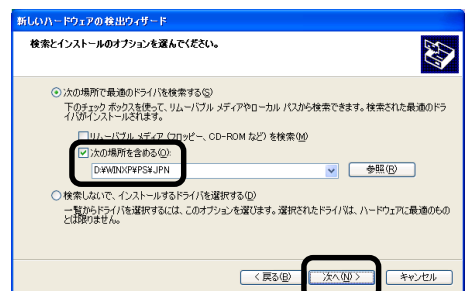 新しいハードウェアの検出ウィザード
検索とインストールのオプションを選んでください。
次の場所で最適のドライバを検索する(S)
下のチェック ボックスを使って、リムーバブル メディアやローカル パスから検索できます。検索された最適のドラ
イバがインストールされます。
リムーバブル メディア (フロッピー、CD-ROM など) を検索(M)
次の場所を含める(O):
D:¥WINXP¥PS¥JPN
参照(R)
検索しないで、インストールするドライバを選択する(D)
一覧からドライバを選択するには、このオプションを選びます。選択されたドライバは、ハードウェアに最適のもの
とは限りません。
< 戻る(B)
次へ(N) >
キャンセル